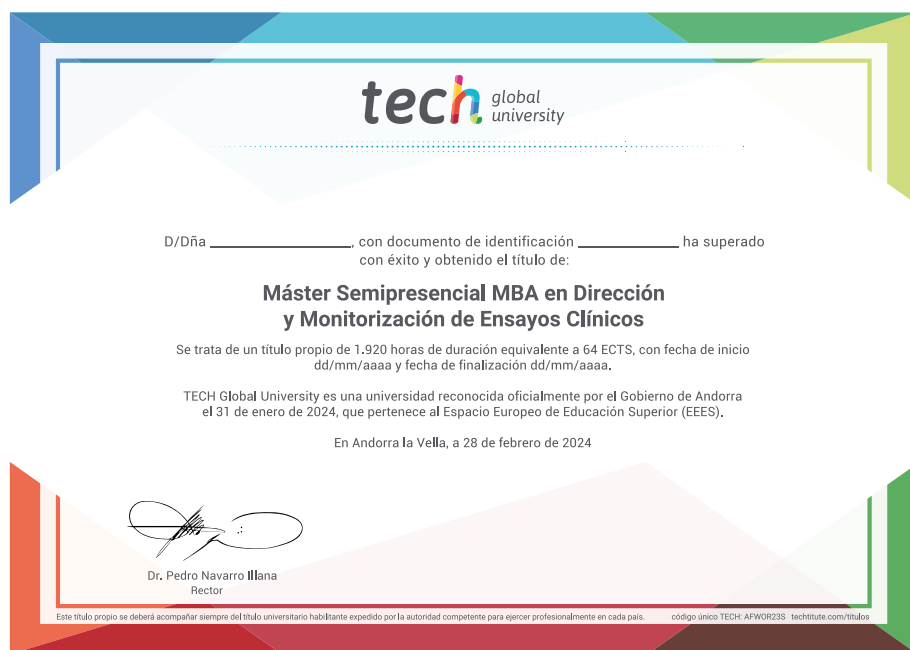 tech global university
D/Dña ________________, con documento de identificación ____________ ha superado
con éxito y obtenido el título de:
Máster Semipresencial MBA en Dirección
y Monitorización de Ensayos Clínicos
Se trata de un título propio de 1.920 horas de duración equivalente a 64 ECTS, con fecha de inicio
dd/mm/aaaa y fecha de finalización dd/mm/aaaa.
TECH Global University es una universidad reconocida oficialmente por el Gobierno de Andorra
el 31 de enero de 2024, que pertenece al Espacio Europeo de Educación Superior (EEES).
En Andorra la Vella, a 28 de febrero de 2024
Dr. Pedro Navarro Illana
Rector
Este título propio se deberá acompañar siempre del título universitario habilitante expedido por la autoridad competente para ejercer profesionalmente en cada país. código único TECH: AFWOR23S techtitute.com/titulos